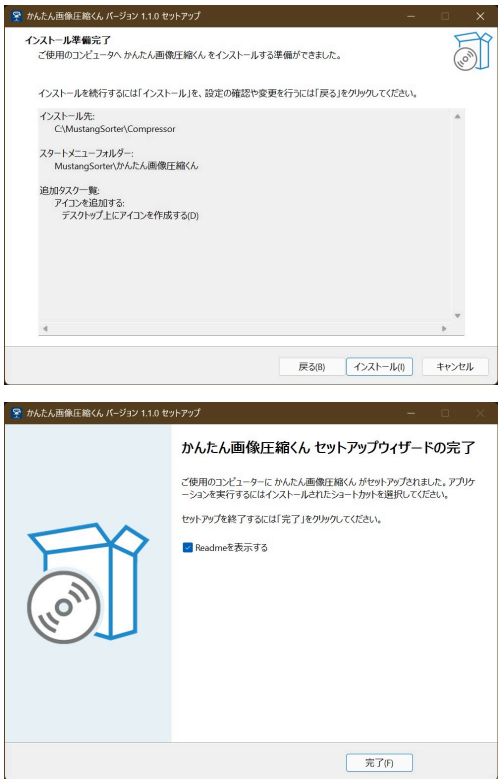 かんたん画像圧縮くん バージョン 1.1.0 セットアップ
インストール準備完了
ご使用のコンピュータへ かんたん画像圧縮くん をインストールする準備ができました。
インストールを続行するには「インストール」を、設定の確認や変更を行うには「戻る」をクリックしてください。
インストール先:
C:\MustangSorter\Compressor
スタートメニューフォルダー:
MustangSorter\かんたん画像圧縮くん
追加タスク一覧:
アイコンを追加する:
デスクトップ上にアイコンを作成する(D)
戻る(B) インストール(I) キャンセル
かんたん画像圧縮くん バージョン 1.1.0 セットアップ
かんたん画像圧縮くん セットアップウィザードの完了
ご使用のコンピューターに かんたん画像圧縮くん がセットアップされました。アプリケ
ーションを実行するにはインストールされたショートカットを選択してください。
セットアップを終了するには「完了」をクリックしてください。
Readmeを表示する
完了(F)